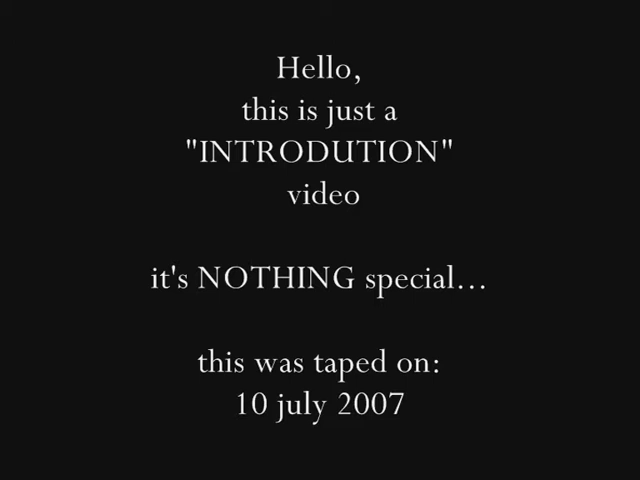 Hello,
this is just a
"INTRODUTION"
video
it's NOTHING special...
this was taped on:
10 july 2007